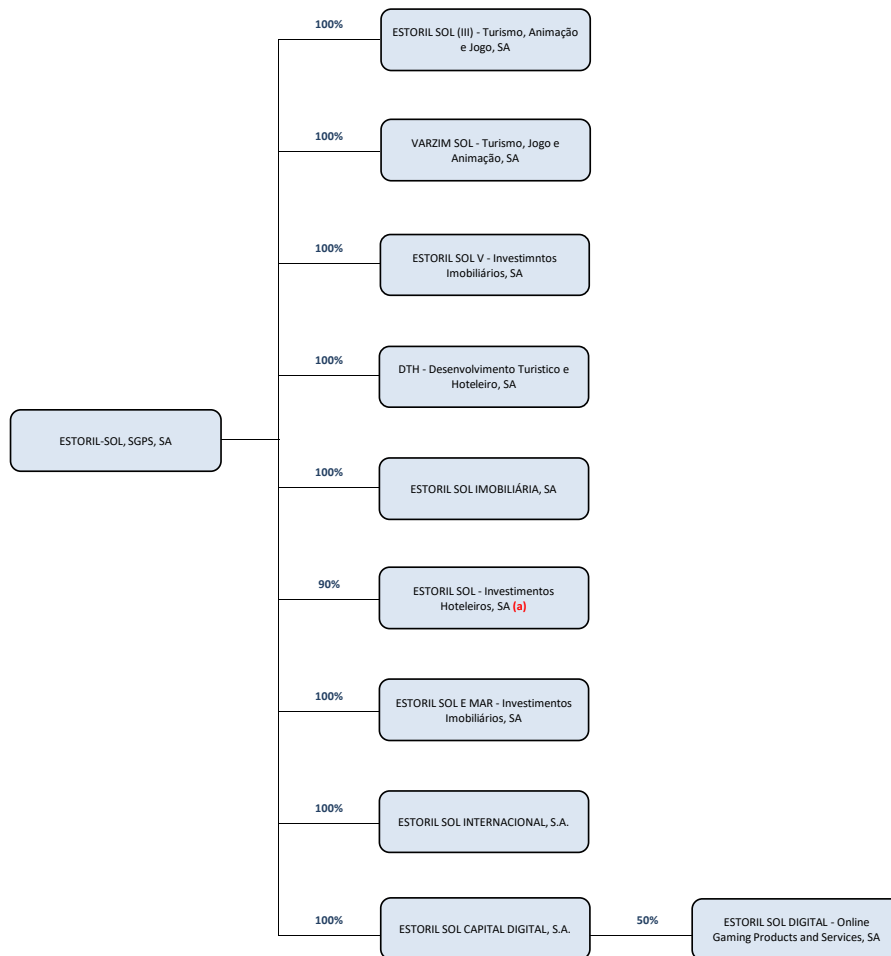 100%
ESTORIL SOL (III) - Turismo, Animação
e Jogo, SA
100%
VARZIM SOL - Turismo, Jogo e
Animação, SA
100%
ESTORIL SOL V - Investimntos
Imobiliários, SA
100%
DTH - Desenvolvimento Turistico e
Hoteleiro, SA
ESTORIL-SOL, SGPS, SA
100%
ESTORIL SOL IMOBILIÁRIA, SA
90%
ESTORIL SOL - Investimentos
Hoteleiros, SA (a)
100%
ESTORIL SOL E MAR - Investimentos
Imobiliários, SA
100%
ESTORIL SOL INTERNACIONAL, S.A.
100%
ESTORIL SOL CAPITAL DIGITAL, S.A.
50%
ESTORIL SOL DIGITAL - Online
Gaming Products and Services, SA